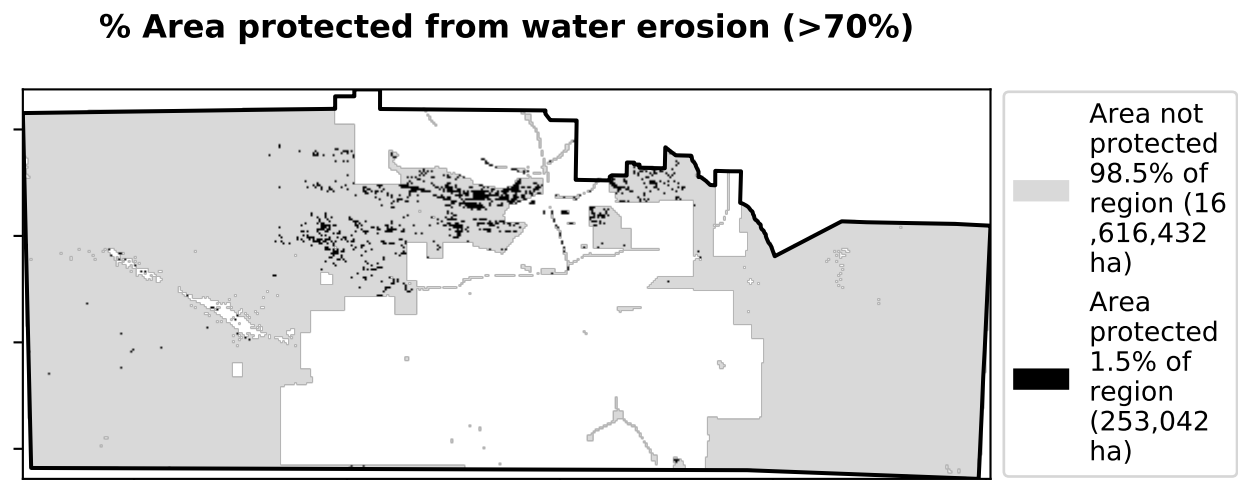 % Area protected from water erosion (>70%)
Area not
protected
98.5% of
region (16
,616,432
ha)
Area
protected
1.5% of
region
(253,042
ha)